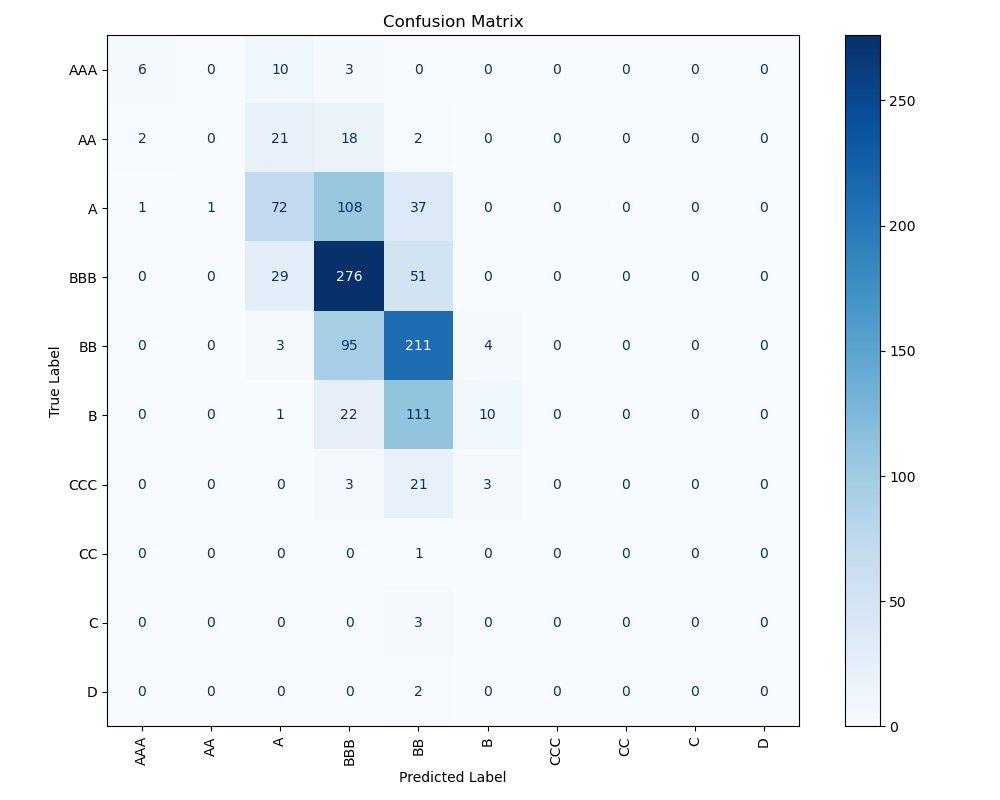 Confusion Matrix
AAA 6 0 10 3 0 0 0 0 0 0
AA 2 0 21 18 2 0 0 0 0 0
A 1 1 72 108 37 0 0 0 0 0
BBB 0 0 29 276 51 0 0 0 0 0
BB 0 0 3 95 211 4 0 0 0 0
B 0 0 1 22 111 10 0 0 0 0
CCC 0 0 0 3 21 3 0 0 0 0
CC 0 0 0 0 1 0 0 0 0 0
C 0 0 0 0 3 0 0 0 0 0
D 0 0 0 0 2 0 0 0 0 0
True Label
AAA AA A BBB BB B CCC CC C D
Predicted Label
250
200
150
100
50
0